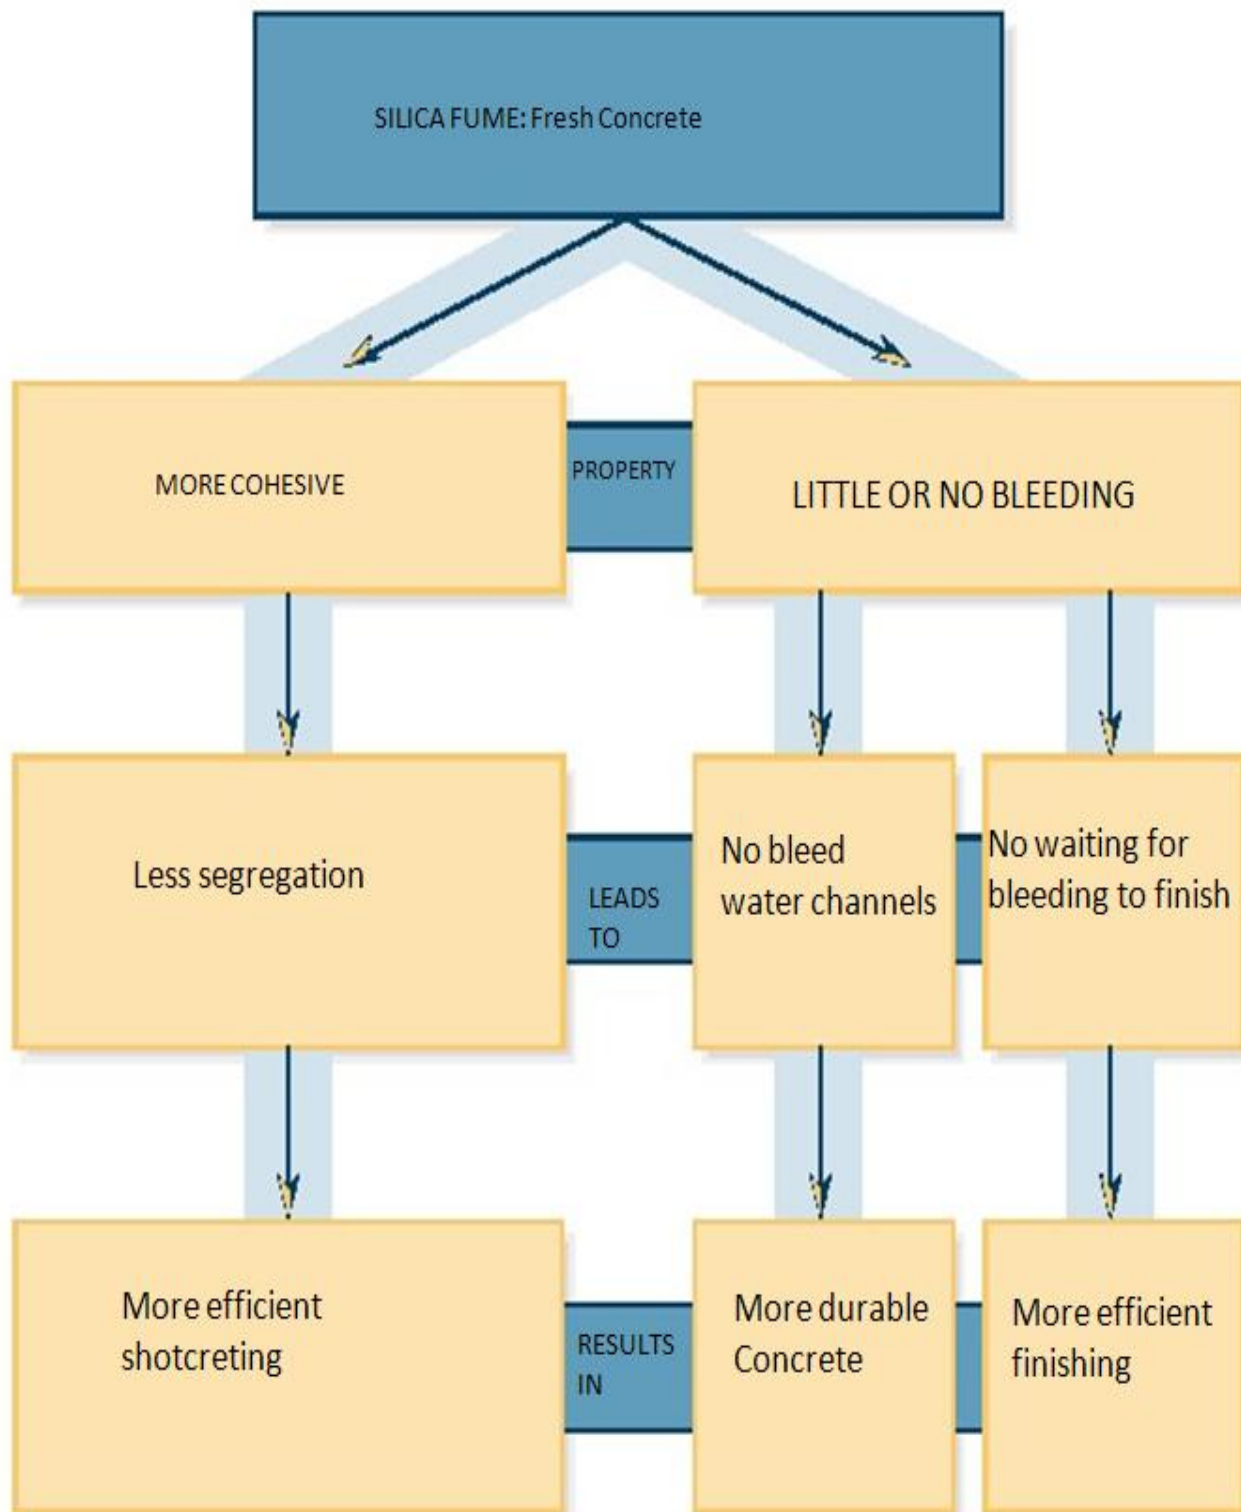 SILICA FUME: Fresh Concrete
MORE COHESIVE
PROPERTY
LITTLE OR NO BLEEDING
Less segregation
LEADS
TO
No bleed
water channels
No waiting for
bleeding to finish
More efficient
shotcreting
RESULTS
IN
More durable
Concrete
More efficient
finishing